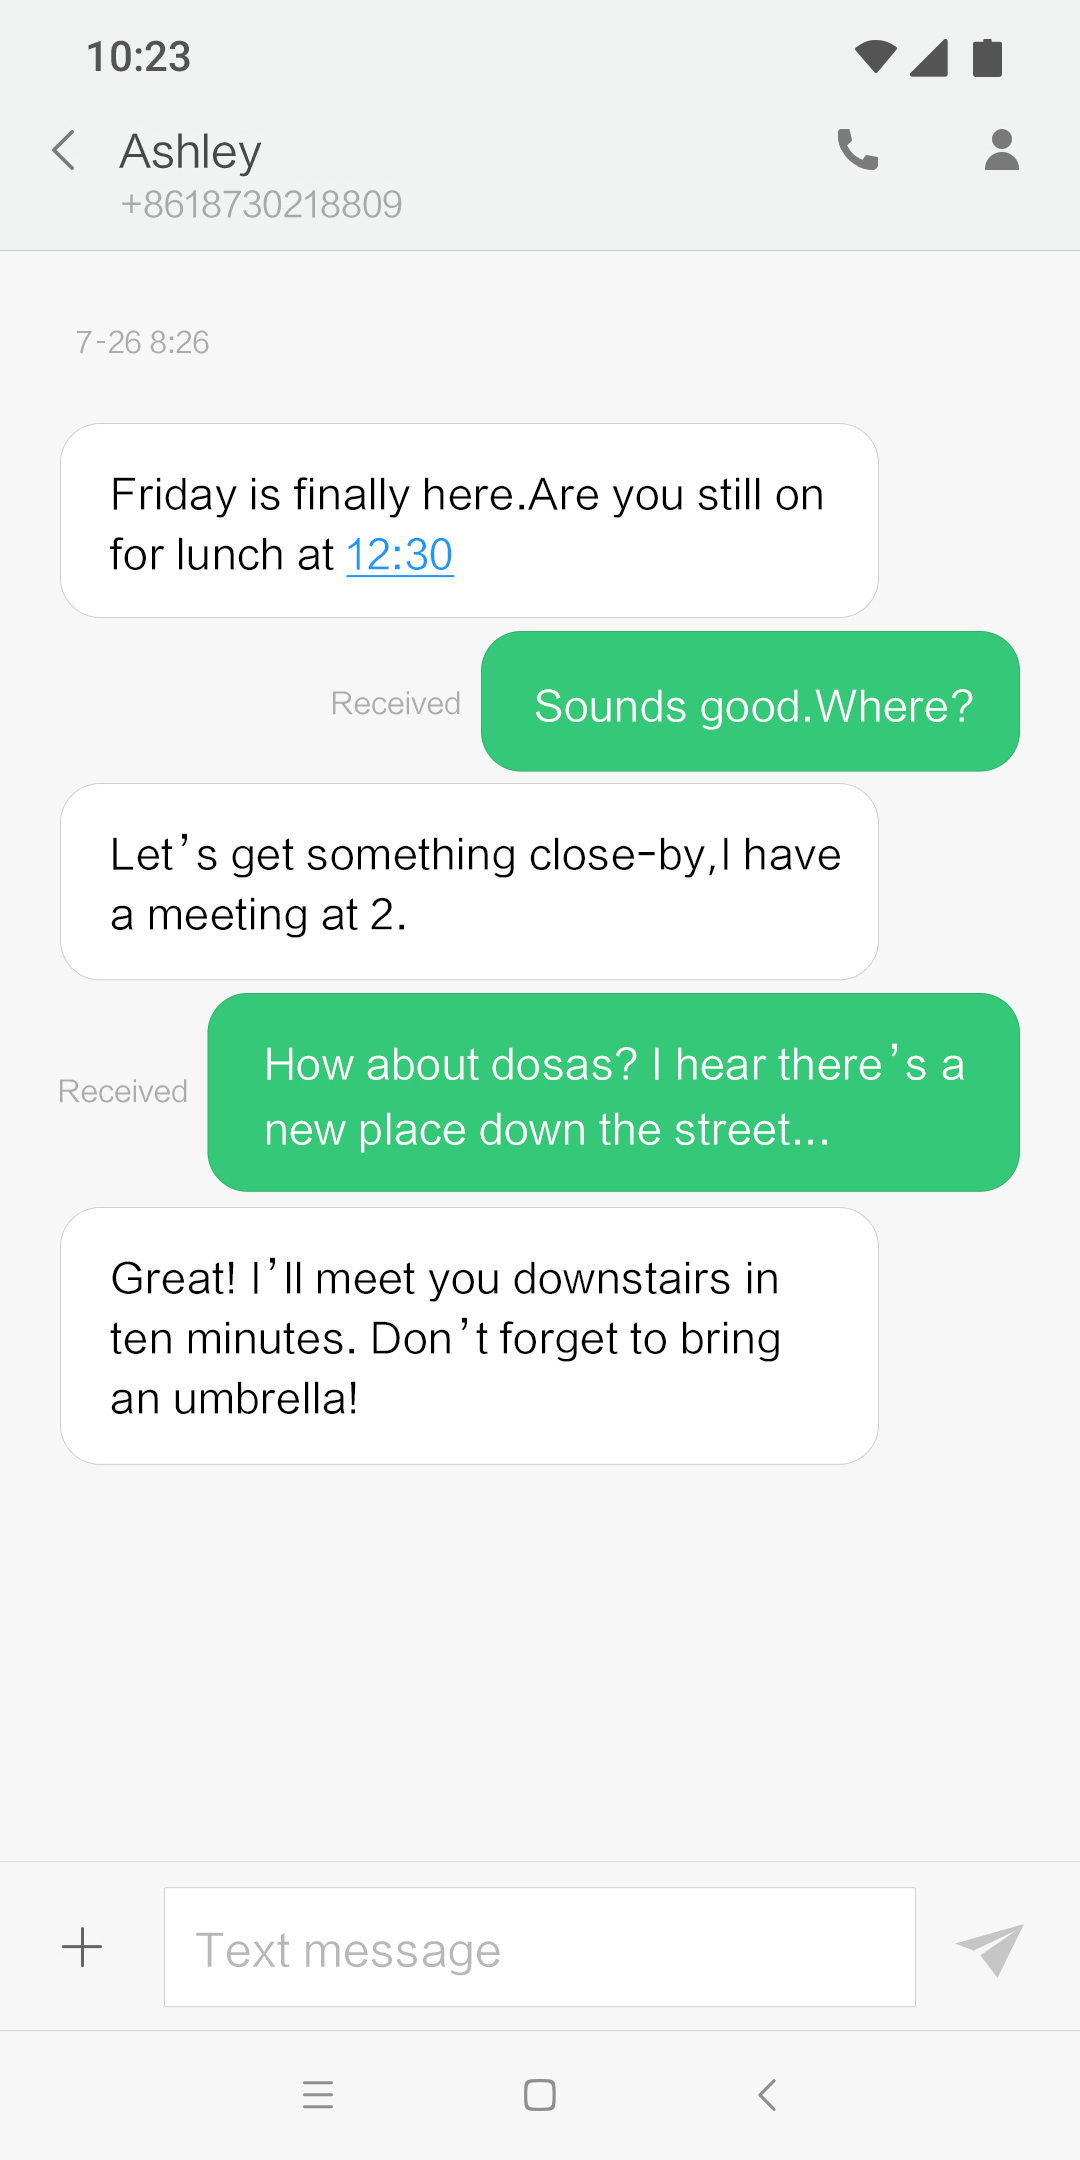 10:23
Ashley
+8618730218809
7-26 8:26
Friday is finally here.Are you still on
for lunch at 12:30
Received
Sounds good.Where?
Let’s get something close-by,I have
a meeting at 2.
Received
How about dosas? I hear there’s a
new place down the street...
Great! I’ll meet you downstairs in
ten minutes. Don’t forget to bring
an umbrella!
Text message